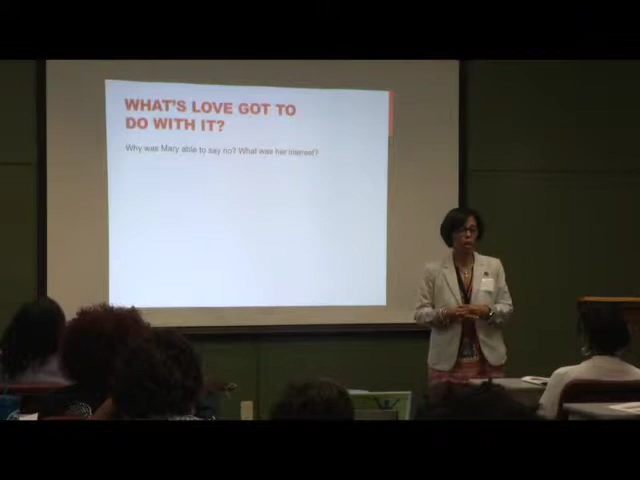 WHAT'S LOVE GOT TO
DO WITH IT?
Why was Mary able to say no? What was her interest?